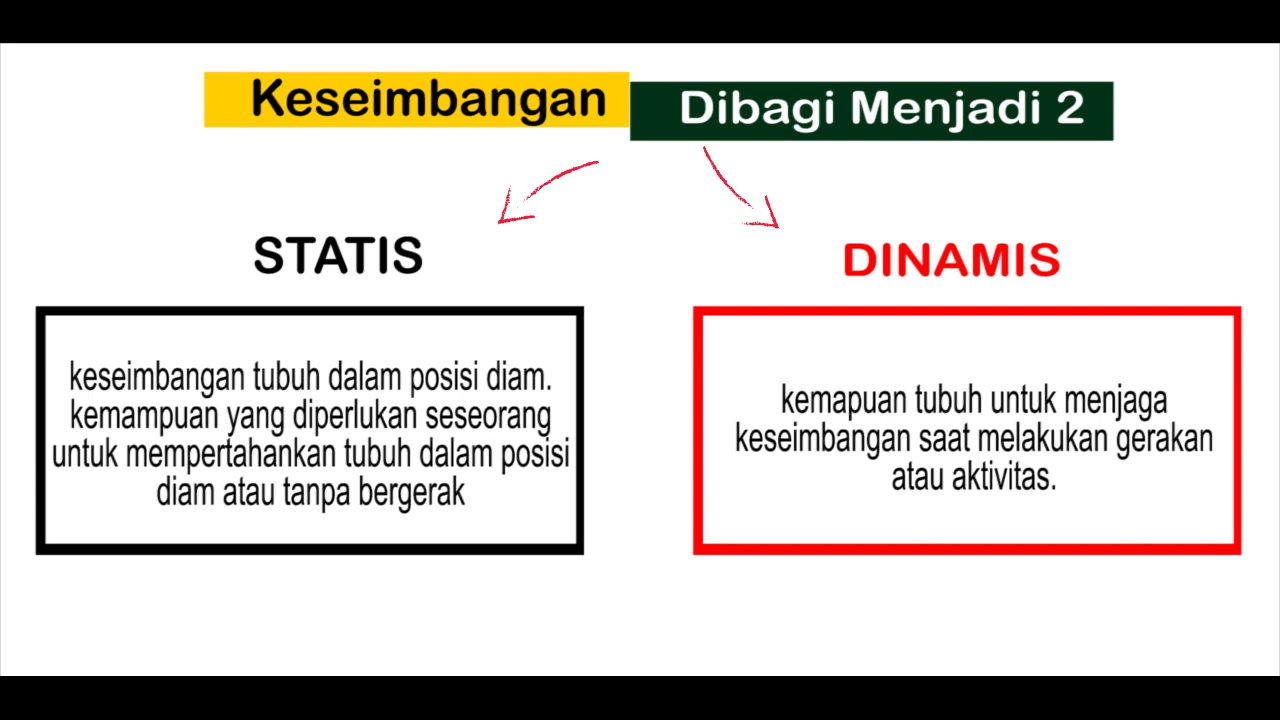 Keseimbangan Dibagi Menjadi 2
STATIS
keseimbangan tubuh dalam posisi diam.
kemampuan yang diperlukan seseorang
untuk mempertahankan tubuh dalam posisi
diam atau tanpa bergerak
DINAMIS
kemapuan tubuh untuk menjaga
keseimbangan saat melakukan gerakan
atau aktivitas.